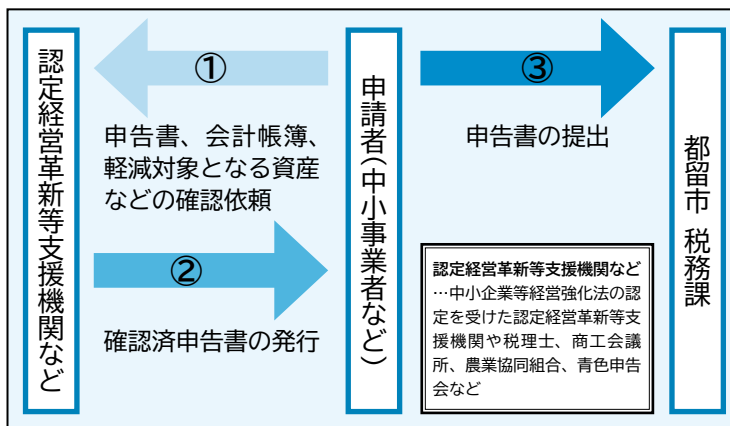 認定経営革新等支援機関など
①
申告書、会計帳簿、
軽減対象となる資産
などの確認依頼
②
確認済申告書の発行
申請者（中小事業者など）
③
申告書の提出
認定経営革新等支援機関など
…中小企業等経営強化法の認
定を受けた認定経営革新等支
援機関や税理士、商工会議
所、農業協同組合、青色申告
会など
都留市 税務課